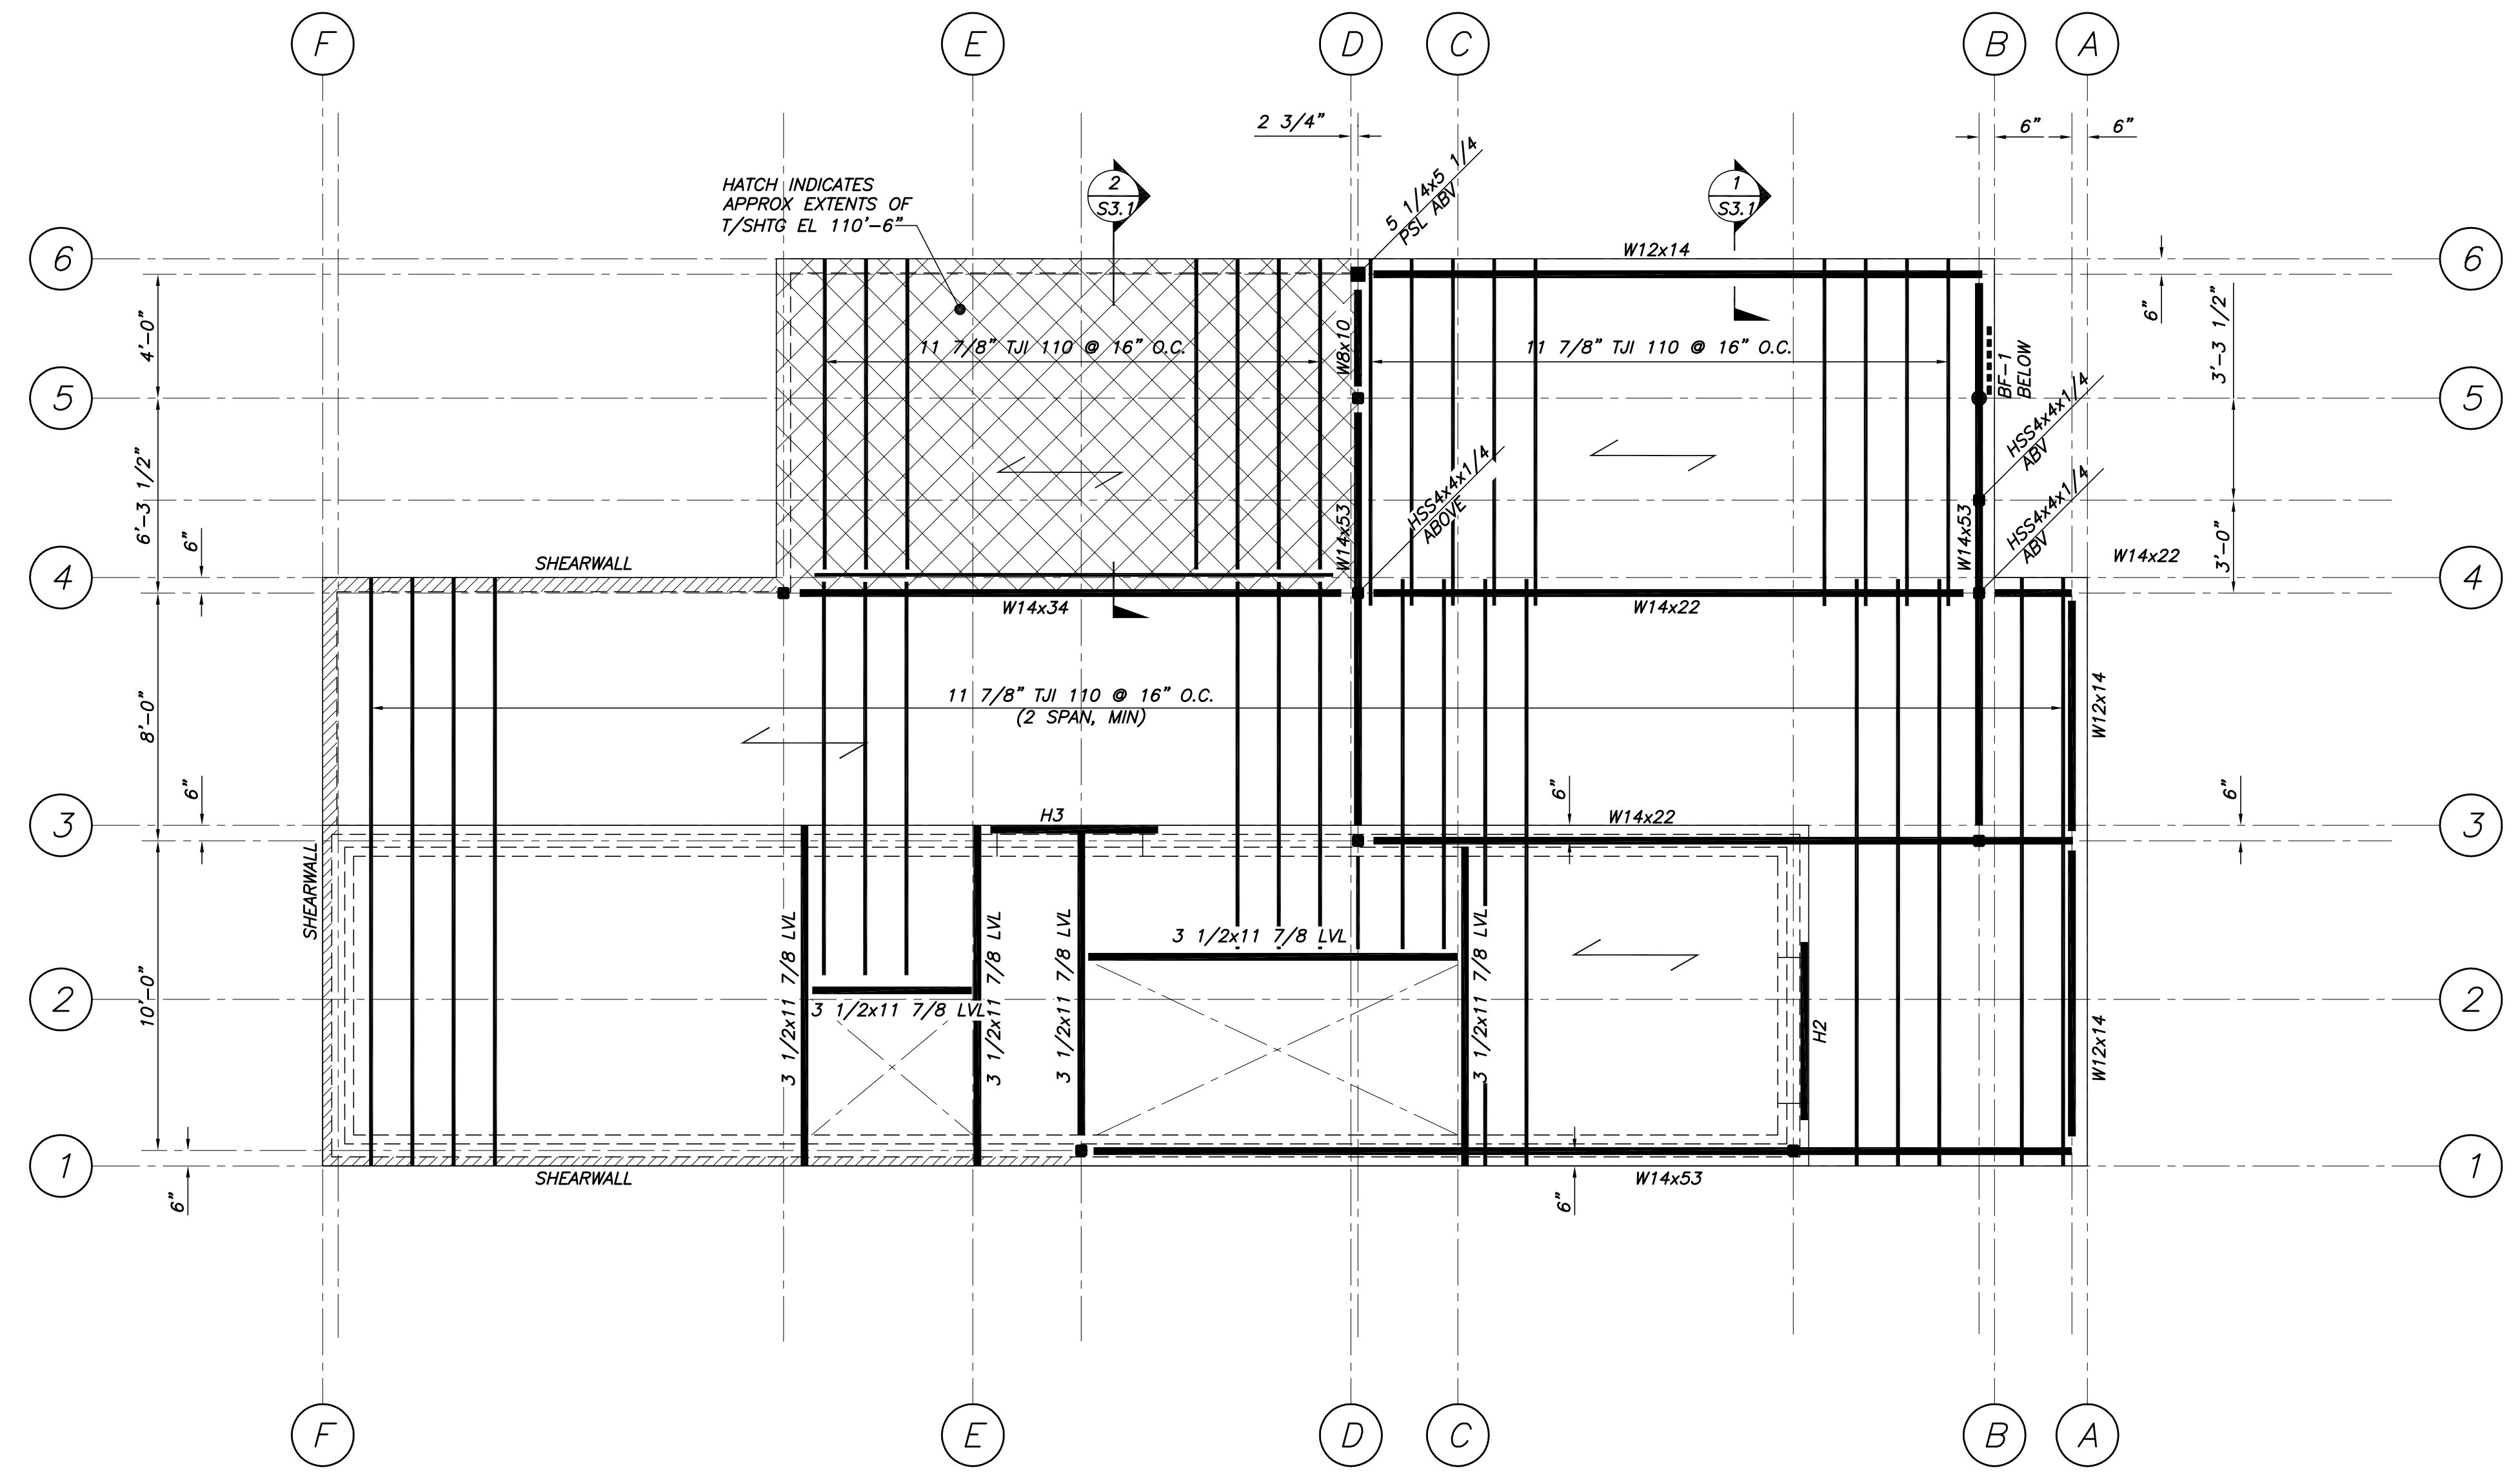 F E D C B A
2 3/4" 6" 6"
HATCH INDICATES
APPROX EXTENTS OF
T/SHTG EL 110'-6"
2
S3.1
5 1/4x5 1/4
PSL ABV
1
S3.1
6 W12x14 6
6"
4'-0"
11 7/8" TJI 110 @ 16" O.C.
W8x10
11 7/8" TJI 110 @ 16" O.C.
BF-1
BELOW
3'-3 1/2"
5 5
HSS4x4x1/4
ABV
6'-3 1/2"
6"
SHEARWALL
W14x53
HSS4x4x1/4
ABOVE
W14x53
HSS4x4x1/4
ABV
W14x22
3'-0"
4 4
W14x34
W14x22
8'-0"
11 7/8" TJI 110 @ 16" O.C.
(2 SPAN, MIN)
W12x14
6"
6"
6"
3 H3 W14x22 3
SHEARWALL
10'-0"
3 1/2x11 7/8 LVL
3 1/2x11 7/8 LVL
3 1/2x11 7/8 LVL
3 1/2x11 7/8 LVL
3 1/2x11 7/8 LVL
2 2
3 1/2x11 7/8 LVL
H2
W12x14
1 1
6"
SHEARWALL
6"
W14x53
F E D C B A